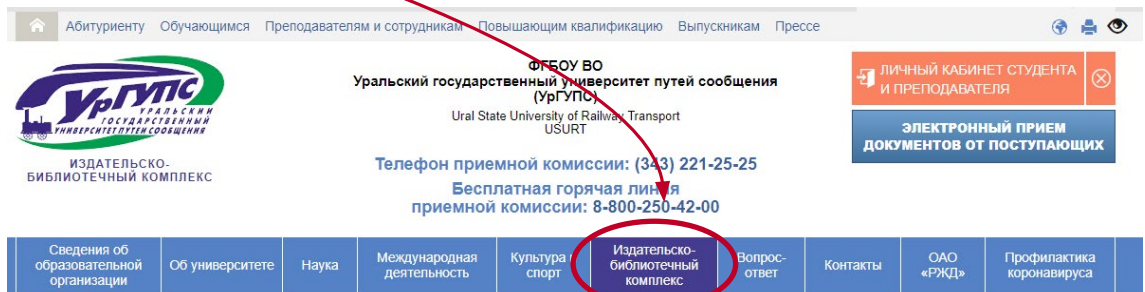 Абитуриенту Обучающимся Преподавателям и сотрудникам Повышающим квалификацию Выпускникам Прессе
УрГУПС
УРАЛЬСКИЙ
ГОСУДАРСТВЕННЫЙ
УНИВЕРСИТЕТ ПУТЕЙ СООБЩЕНИЯ
ИЗДАТЕЛЬСКО-
БИБЛИОТЕЧНЫЙ КОМПЛЕКС
ФГБОУ ВО
Уральский государственный университет путей сообщения
(УрГУПС)
Ural State University of Railway Transport
USURT
Телефон приемной комиссии: (343) 221-25-25
Бесплатная горячая линия
приемной комиссии: 8-800-250-42-00
ЛИЧНЫЙ КАБИНЕТ СТУДЕНТА
И ПРЕПОДАВАТЕЛЯ
ЭЛЕКТРОННЫЙ ПРИЕМ
ДОКУМЕНТОВ ОТ ПОСТУПАЮЩИХ
Сведения об
образовательной
организации
Об университете
Наука
Международная
деятельность
Культура и
спорт
Издательско-
библиотечный
комплекс
Вопрос-
ответ
Контакты
ОАО
«РЖД»
Профилактика
коронавируса